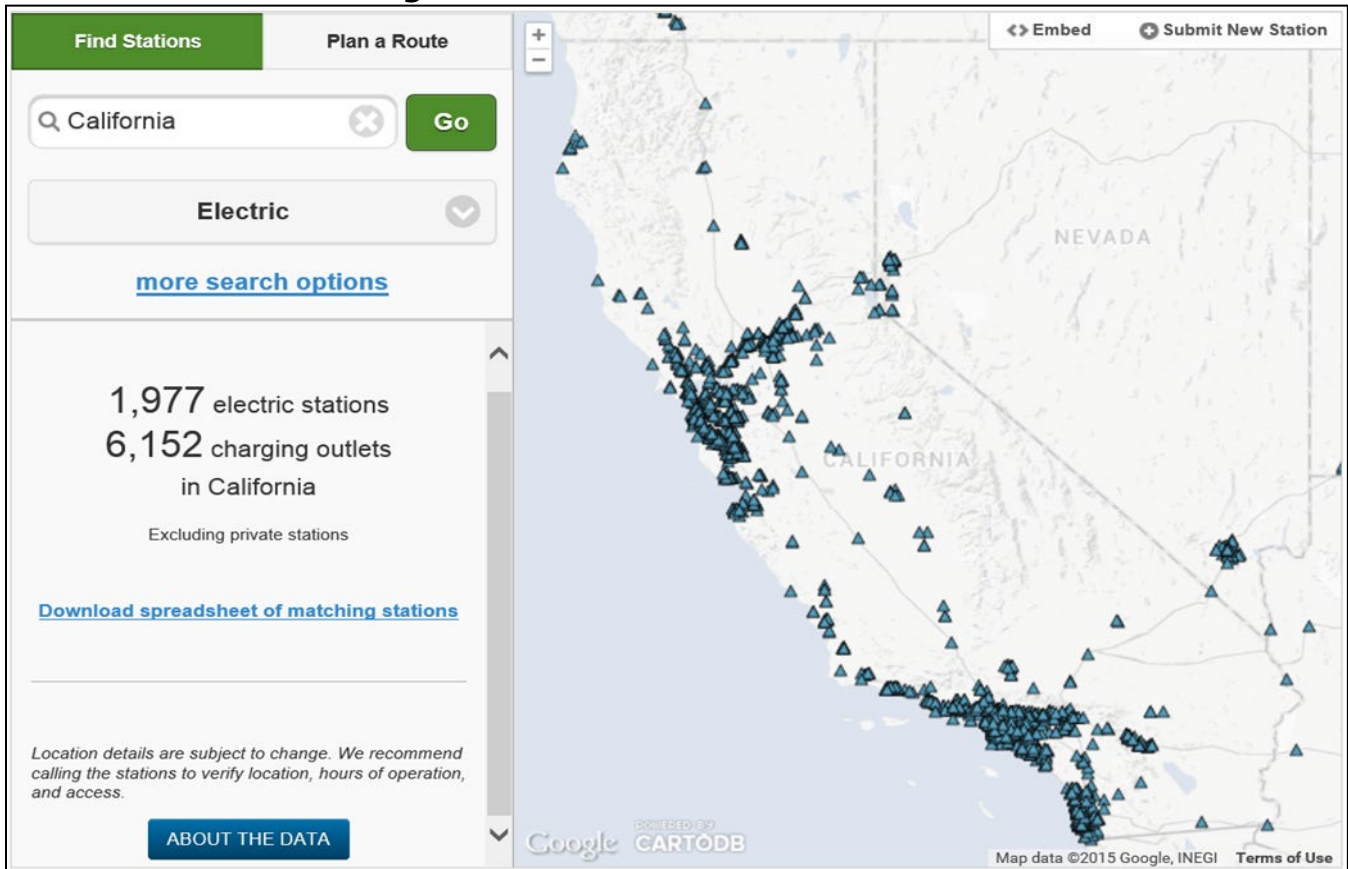 Find Stations
Plan a Route
California
Go
Electric
more search options
1,977 electric stations
6,152 charging outlets
in California
Excluding private stations
Download spreadsheet of matching stations
Location details are subject to change. We recommend
calling the stations to verify location, hours of operation,
and access.
ABOUT THE DATA
+
−
<> Embed
Submit New Station
NEVADA
CALIFORNIA
Google
POWERED BY
CARTODB
Map data ©2015 Google, INEGI
Terms of Use